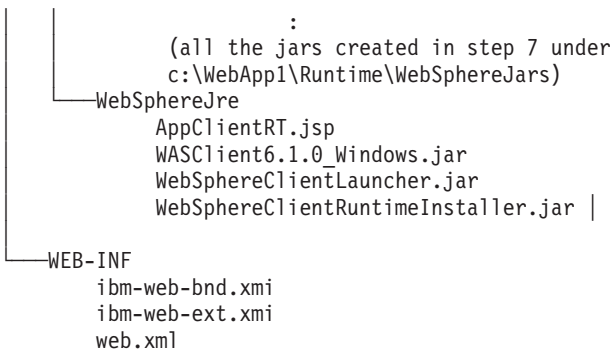 │   │                        :
│   │           (all the jars created in step 7 under
│   │           c:\WebApp1\Runtime\WebSphereJars)
│   └───WebSphereJre
│             AppClientRT.jsp
│             WASClient6.1.0_Windows.jar
│             WebSphereClientLauncher.jar
│             WebSphereClientRuntimeInstaller.jar │
│
└───WEB-INF
        ibm-web-bnd.xmi
        ibm-web-ext.xmi
        web.xml